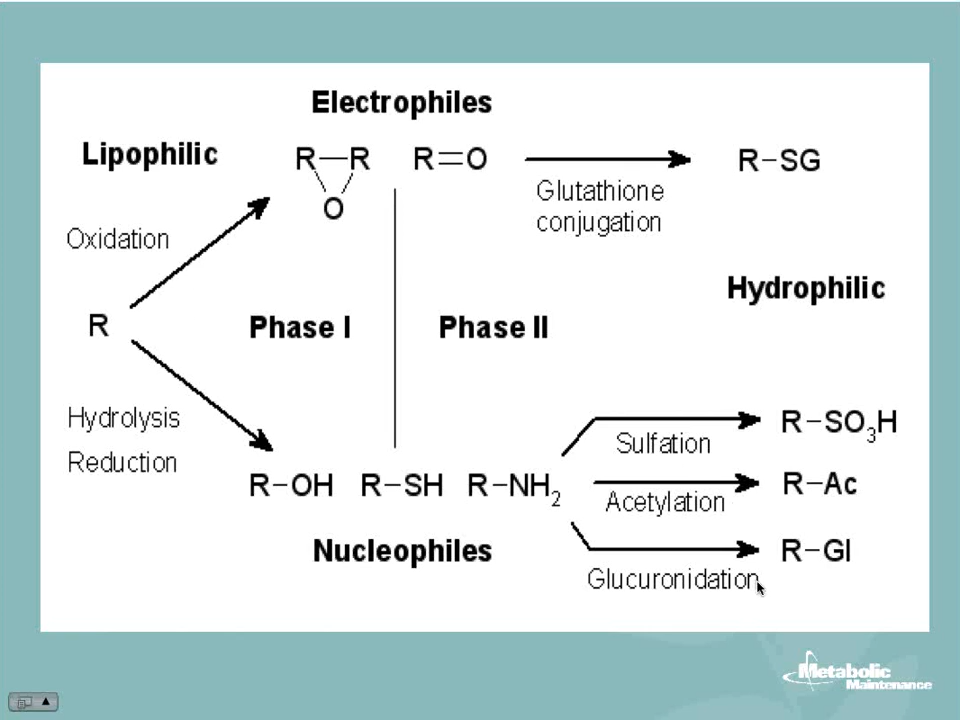 Electrophiles
Lipophilic
R—R
O
R=O
Glutathione
conjugation
R-SG
Oxidation
Hydrophilic
R
Phase I
Phase II
Hydrolysis
Reduction
R-OH R-SH R-NH2
Nucleophiles
Sulfation
R-SO3H
Acetylation
R-Ac
Glucuronidation
R-Gl
Metabolic
Maintenance